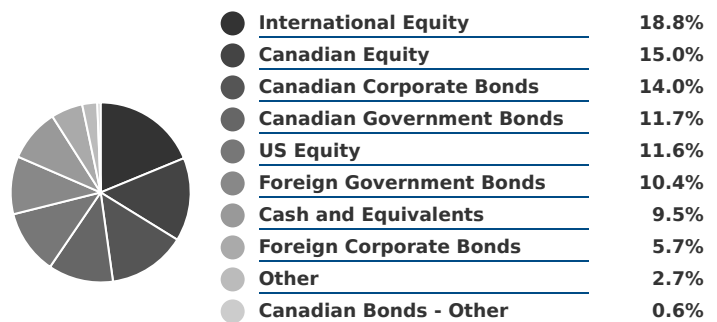 International Equity 18.8%
Canadian Equity 15.0%
Canadian Corporate Bonds 14.0%
Canadian Government Bonds 11.7%
US Equity 11.6%
Foreign Government Bonds 10.4%
Cash and Equivalents 9.5%
Foreign Corporate Bonds 5.7%
Other 2.7%
Canadian Bonds - Other 0.6%